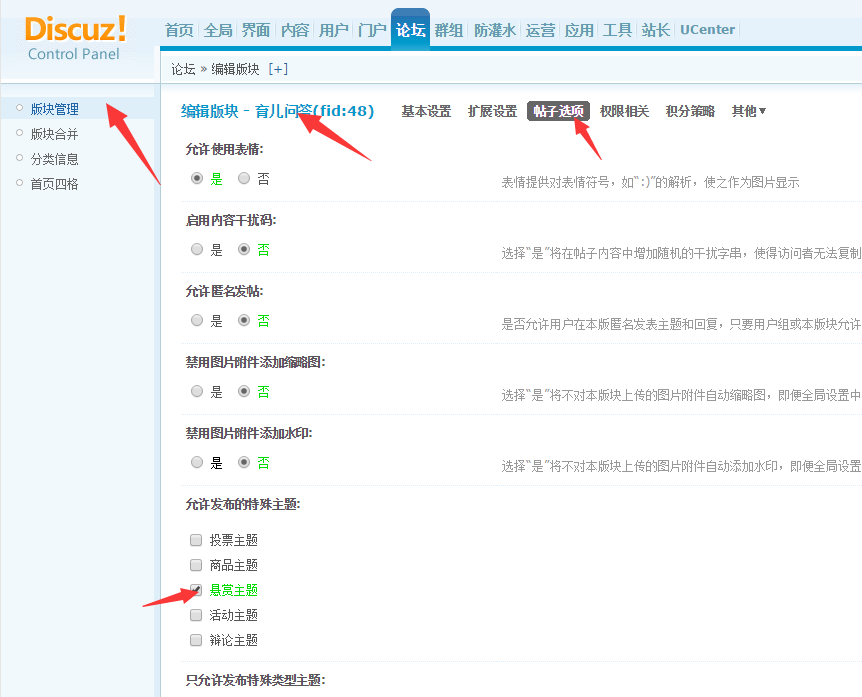 Discuz!
Control Panel
首页 全局 界面 内容 用户 门户 论坛 群组 防灌水 运营 应用 工具 站长 UCenter
论坛 » 编辑版块 [+]
版块管理
版块合并
分类信息
首页四格
编辑版块 - 育儿问答(fid:48) 基本设置 扩展设置 帖子选项 权限相关 积分策略 其他▼
允许使用表情:
是 否 表情提供对表情符号，如“:)”的解析，使之作为图片显示
启用内容干扰码:
是 否 选择“是”将在帖子内容中增加随机的干扰字串，使得访问者无法复制
允许匿名发帖:
是 否 是否允许用户在本版匿名发表主题和回复，只要用户组或本版块允许
禁用图片附件添加缩略图:
是 否 选择“是”将不对本版块上传的图片附件自动缩略图，即便全局设置中
禁用图片附件添加水印:
是 否 选择“是”将不对本版块上传的图片附件自动添加水印，即便全局设置
允许发布的特殊主题:
投票主题
商品主题
悬赏主题
活动主题
辩论主题
只允许发布特殊类型主题: